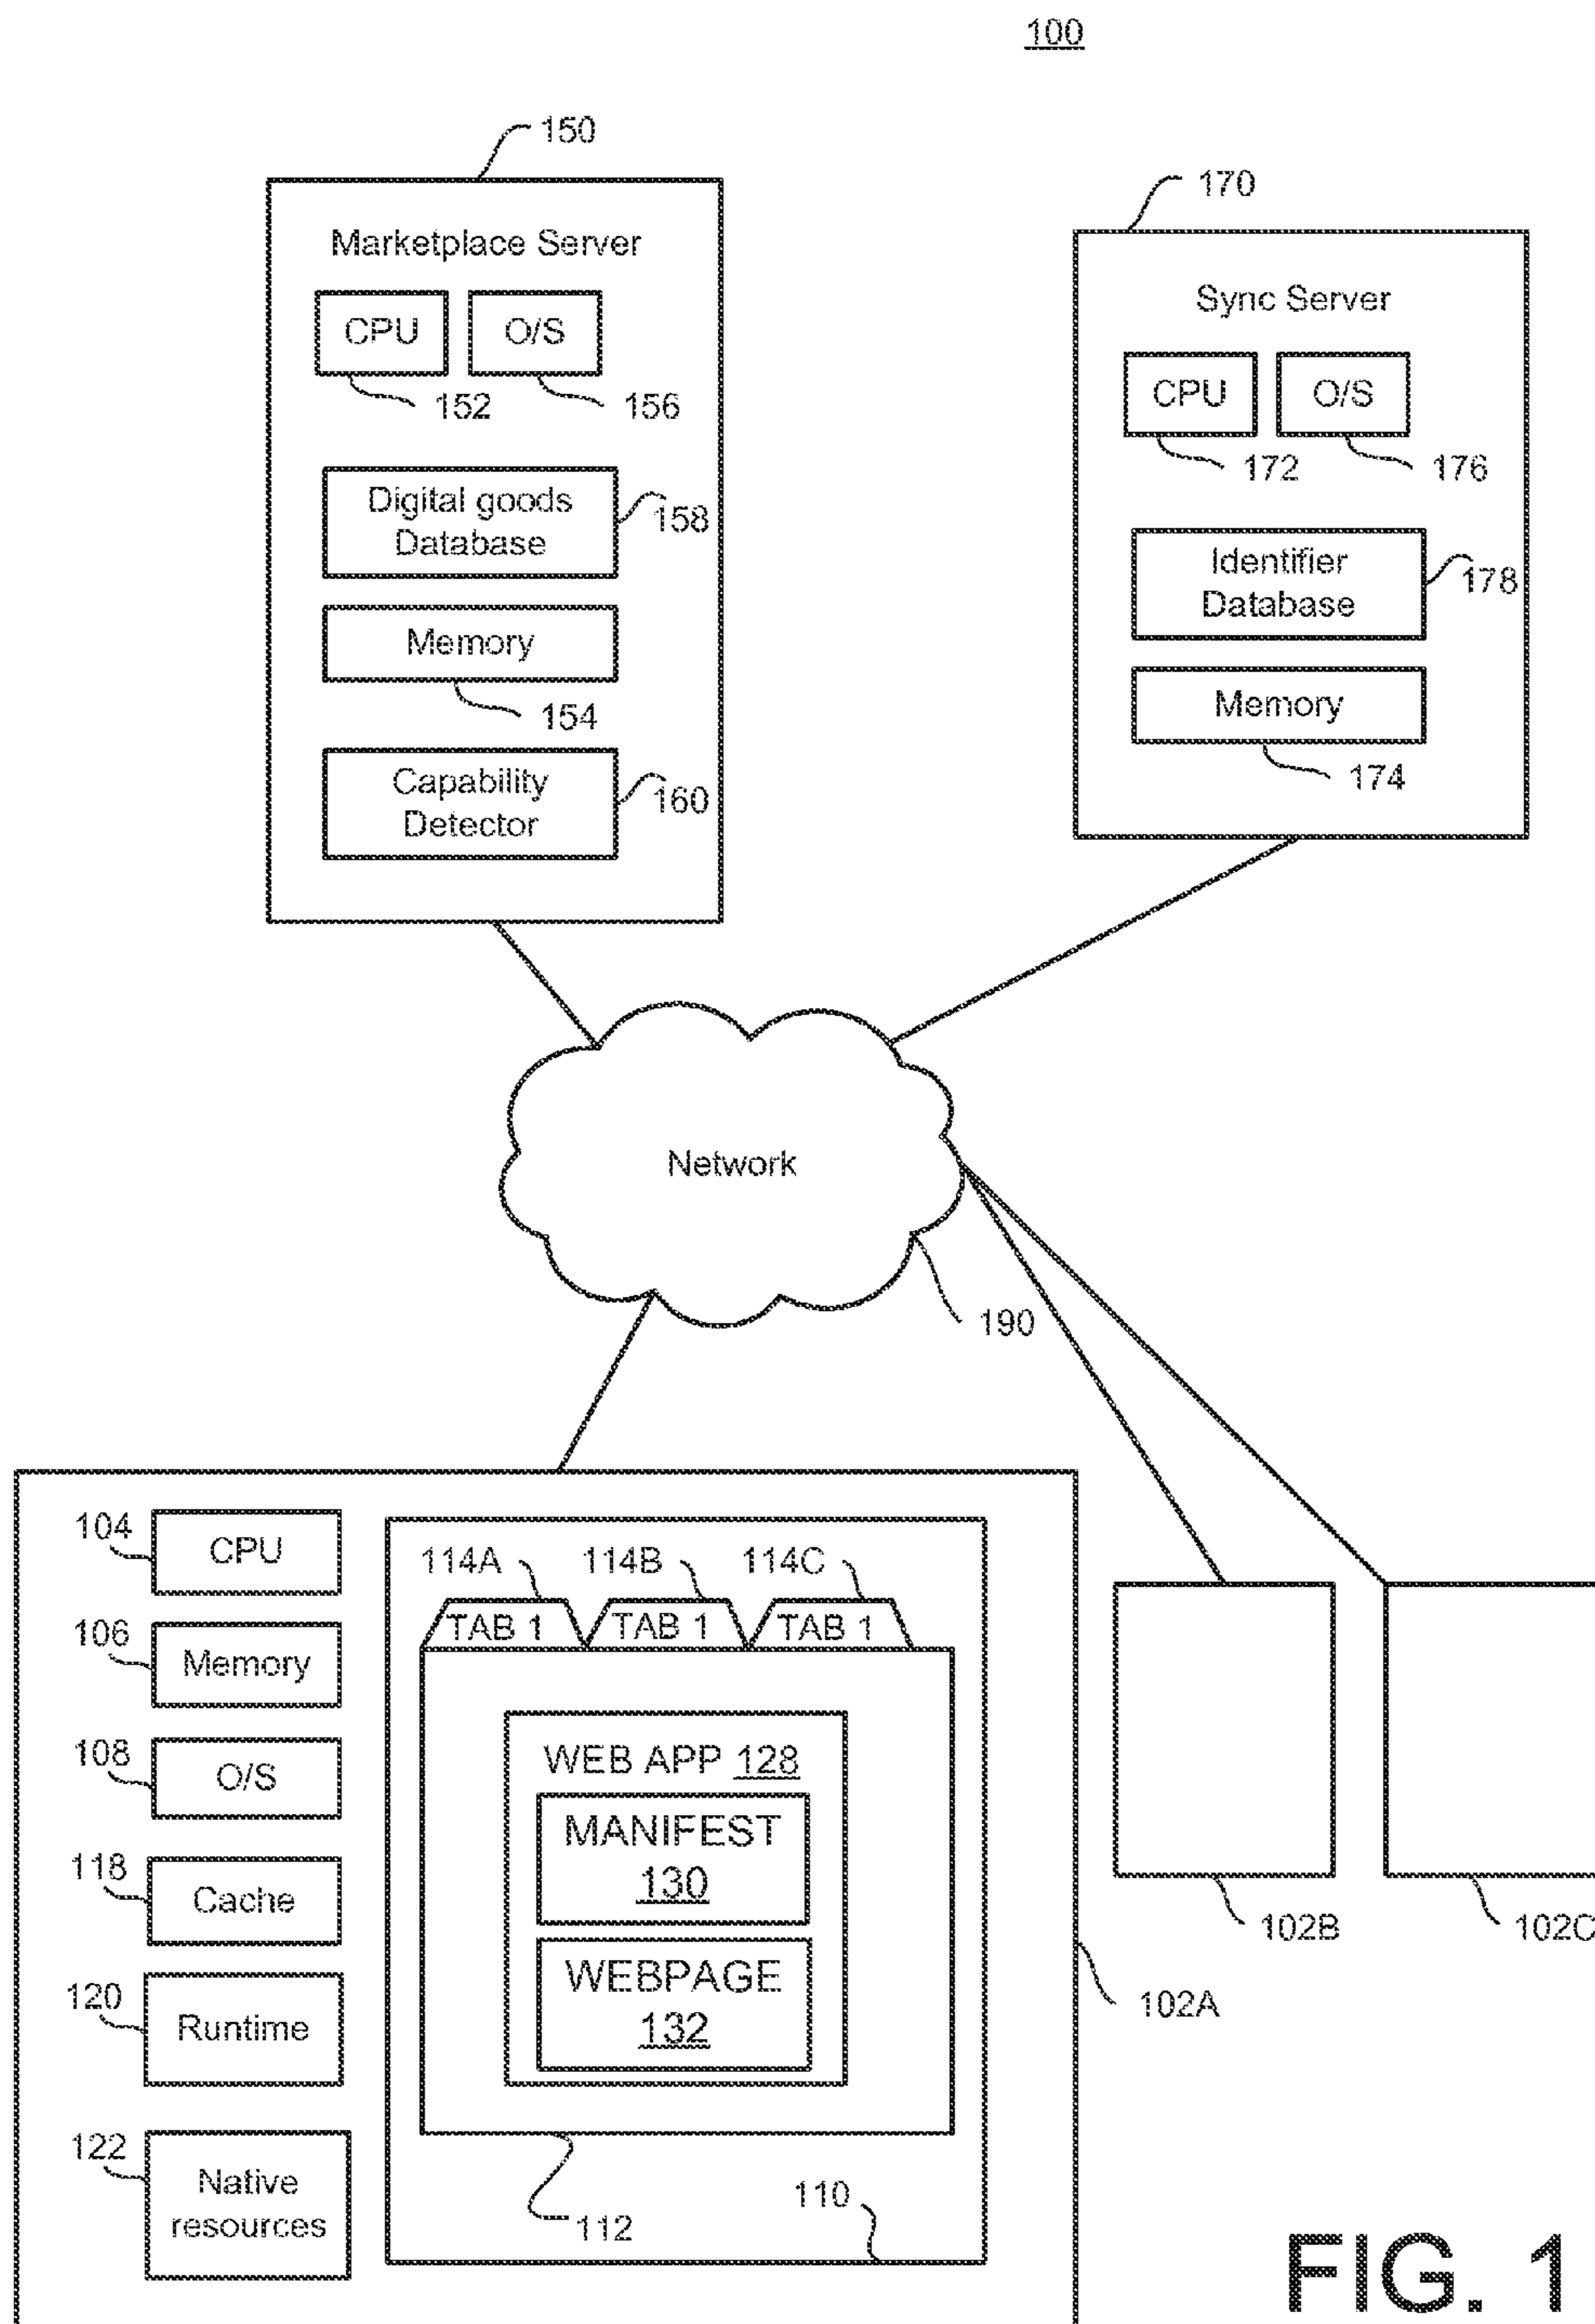 100
150
Marketplace Server
CPU
O/S
152
156
Digital goods
Database
158
Memory
154
Capability
Detector
160
170
Sync Server
CPU
O/S
172
176
Identifier
Database
178
Memory
174
Network
190
104
CPU
106
Memory
108
O/S
118
Cache
120
Runtime
122
Native
resources
114A
114B
114C
TAB 1
TAB 1
TAB 1
WEB APP 128
MANIFEST
130
WEBPAGE
132
112
110
102A
102B
102C
FIG. 1